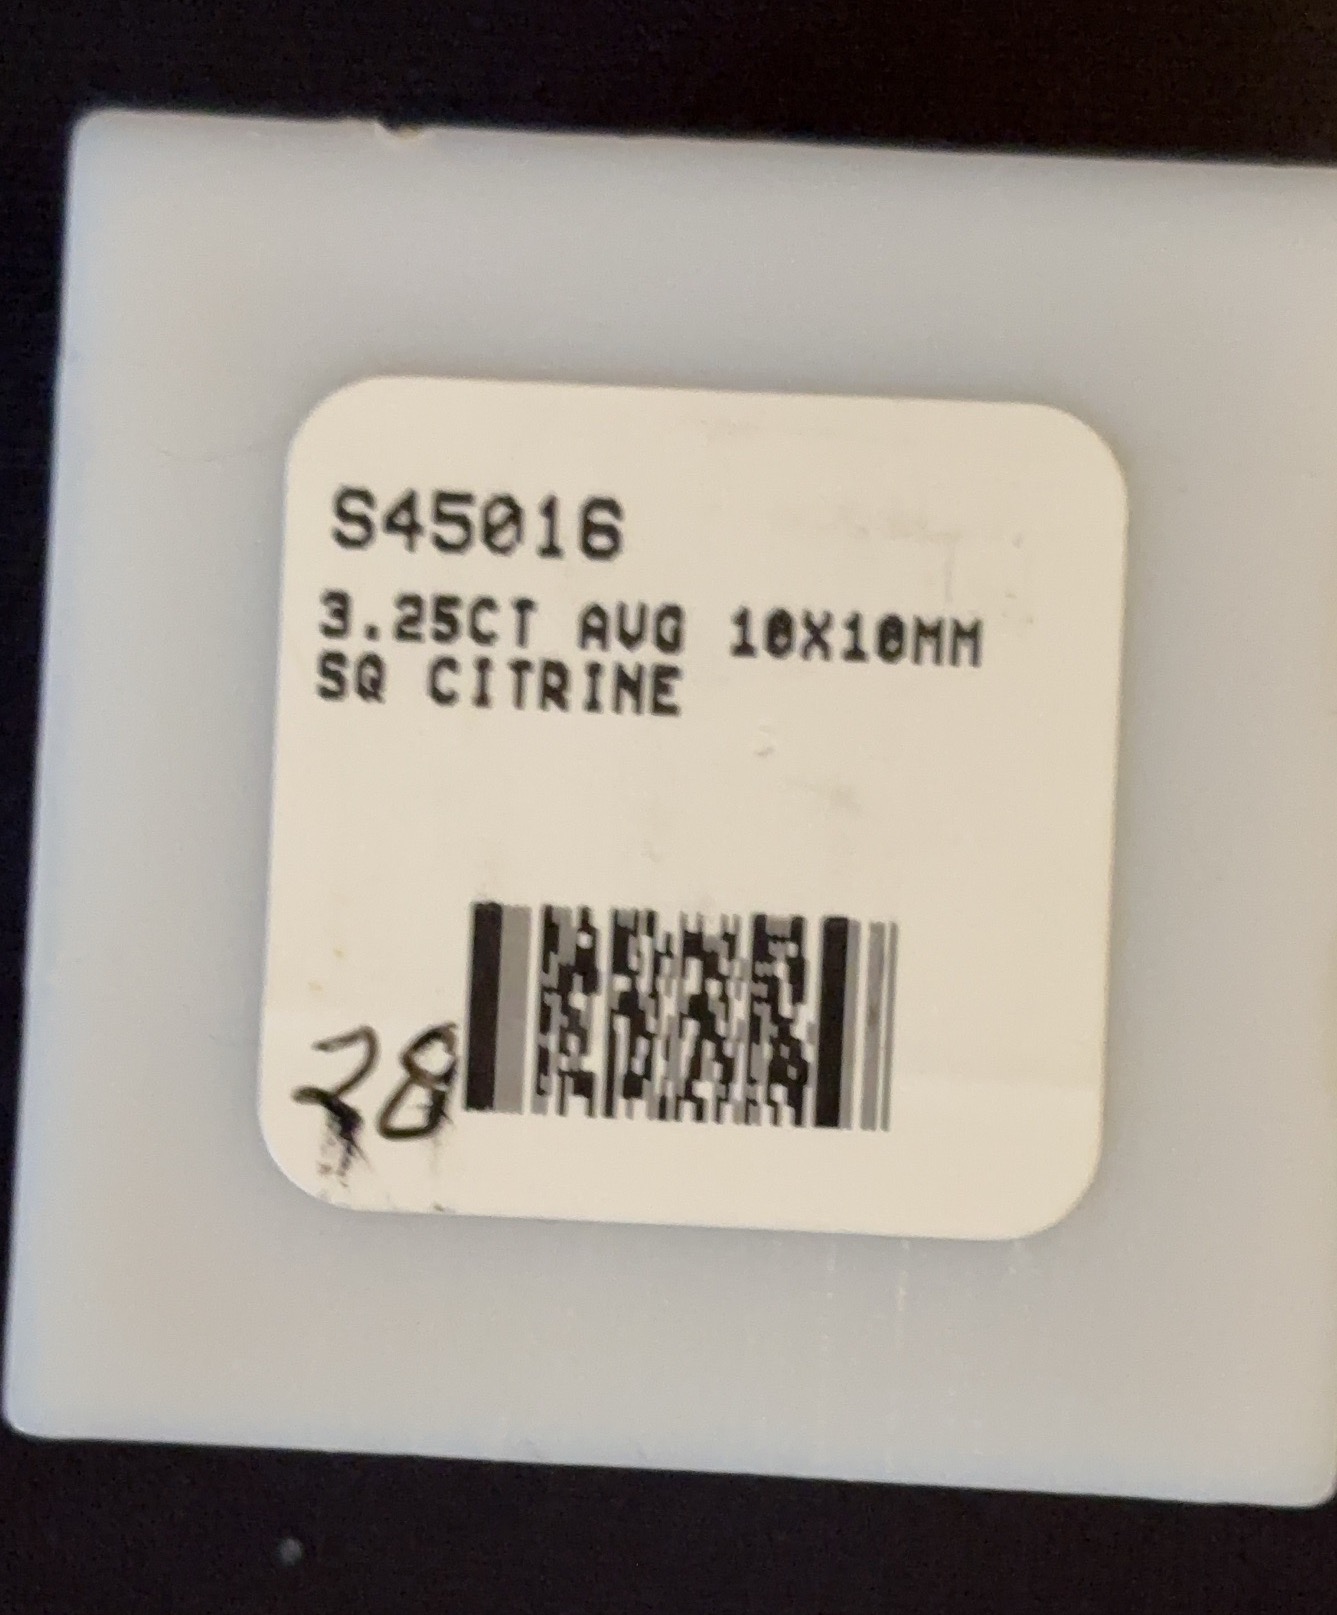 S45016
3.25CT AVG 10X10MM
SQ CITRINE
28